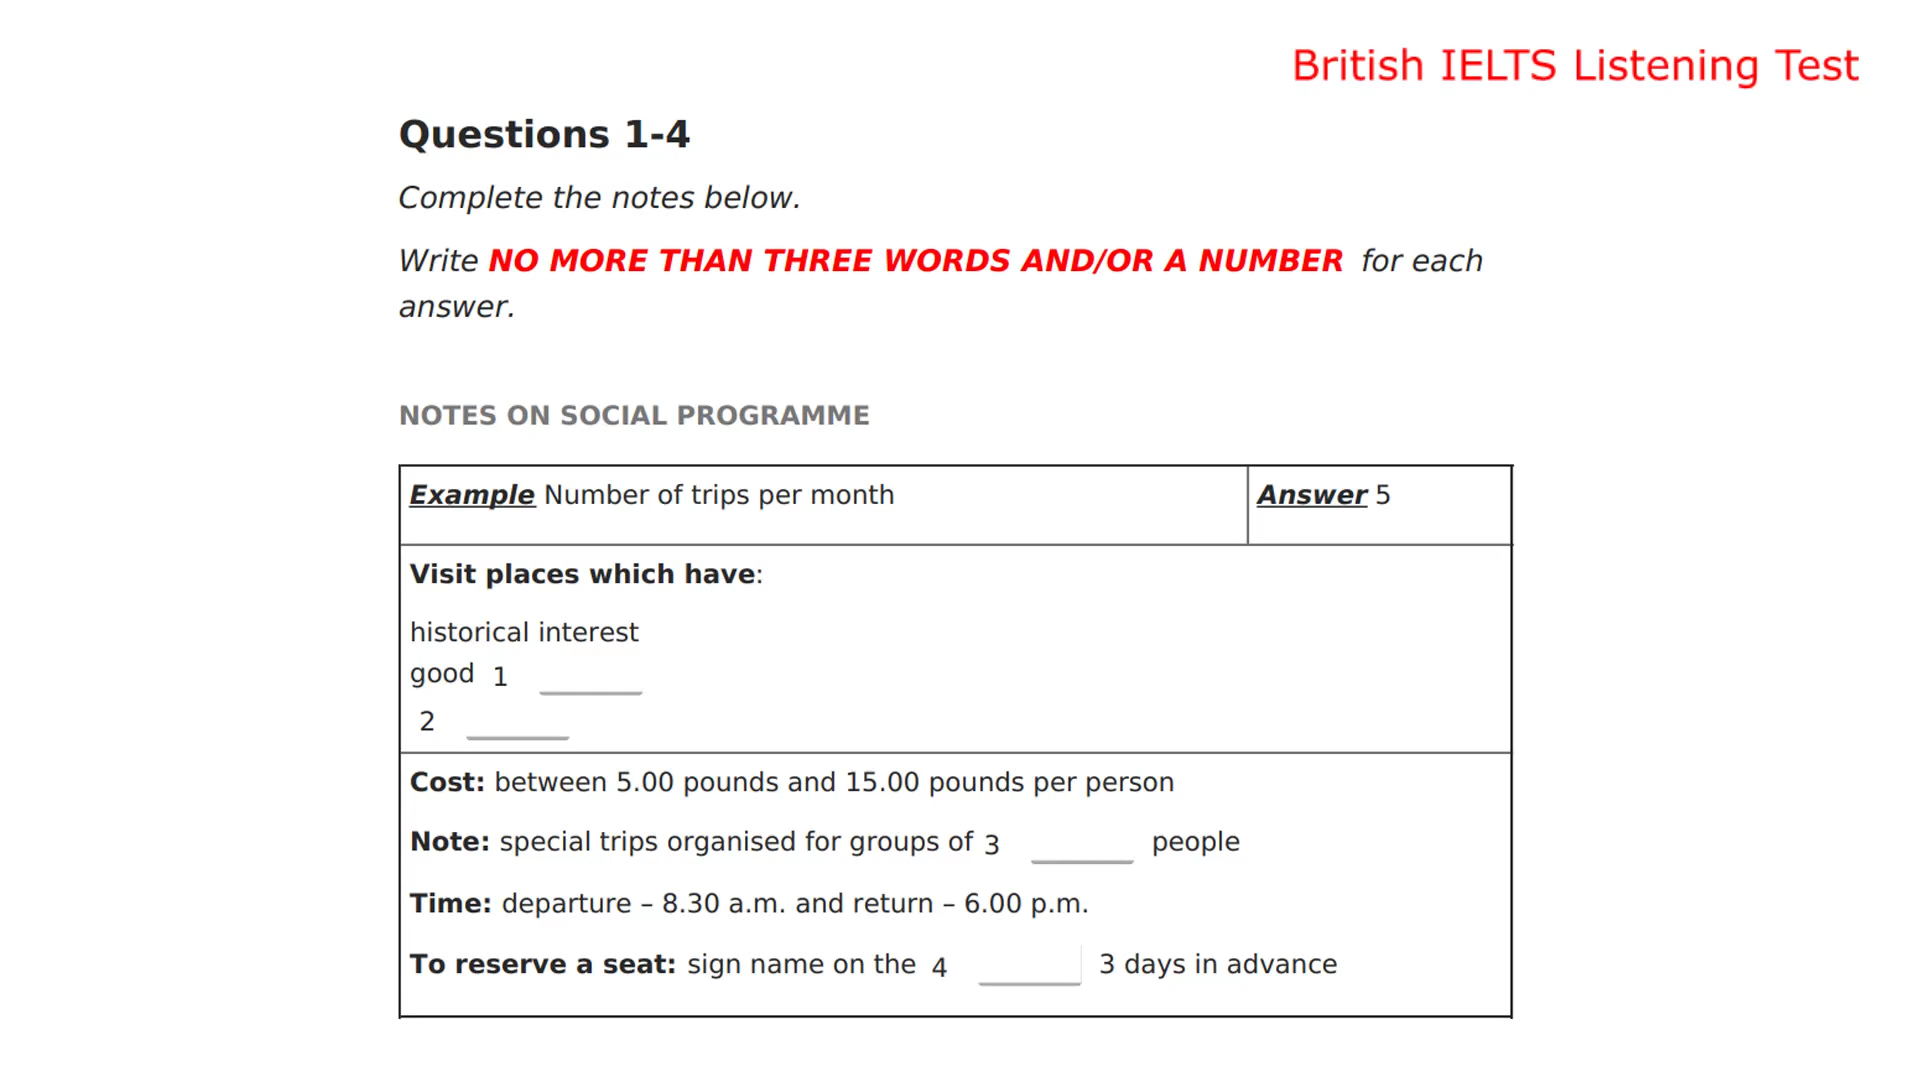 British IELTS Listening Test
Questions 1-4
Complete the notes below.
Write NO MORE THAN THREE WORDS AND/OR A NUMBER for each
answer.
NOTES ON SOCIAL PROGRAMME
Example Number of trips per month Answer 5
Visit places which have:
historical interest
good 1 ______
2 ______
Cost: between 5.00 pounds and 15.00 pounds per person
Note: special trips organised for groups of 3 ______ people
Time: departure – 8.30 a.m. and return – 6.00 p.m.
To reserve a seat: sign name on the 4 ______ 3 days in advance